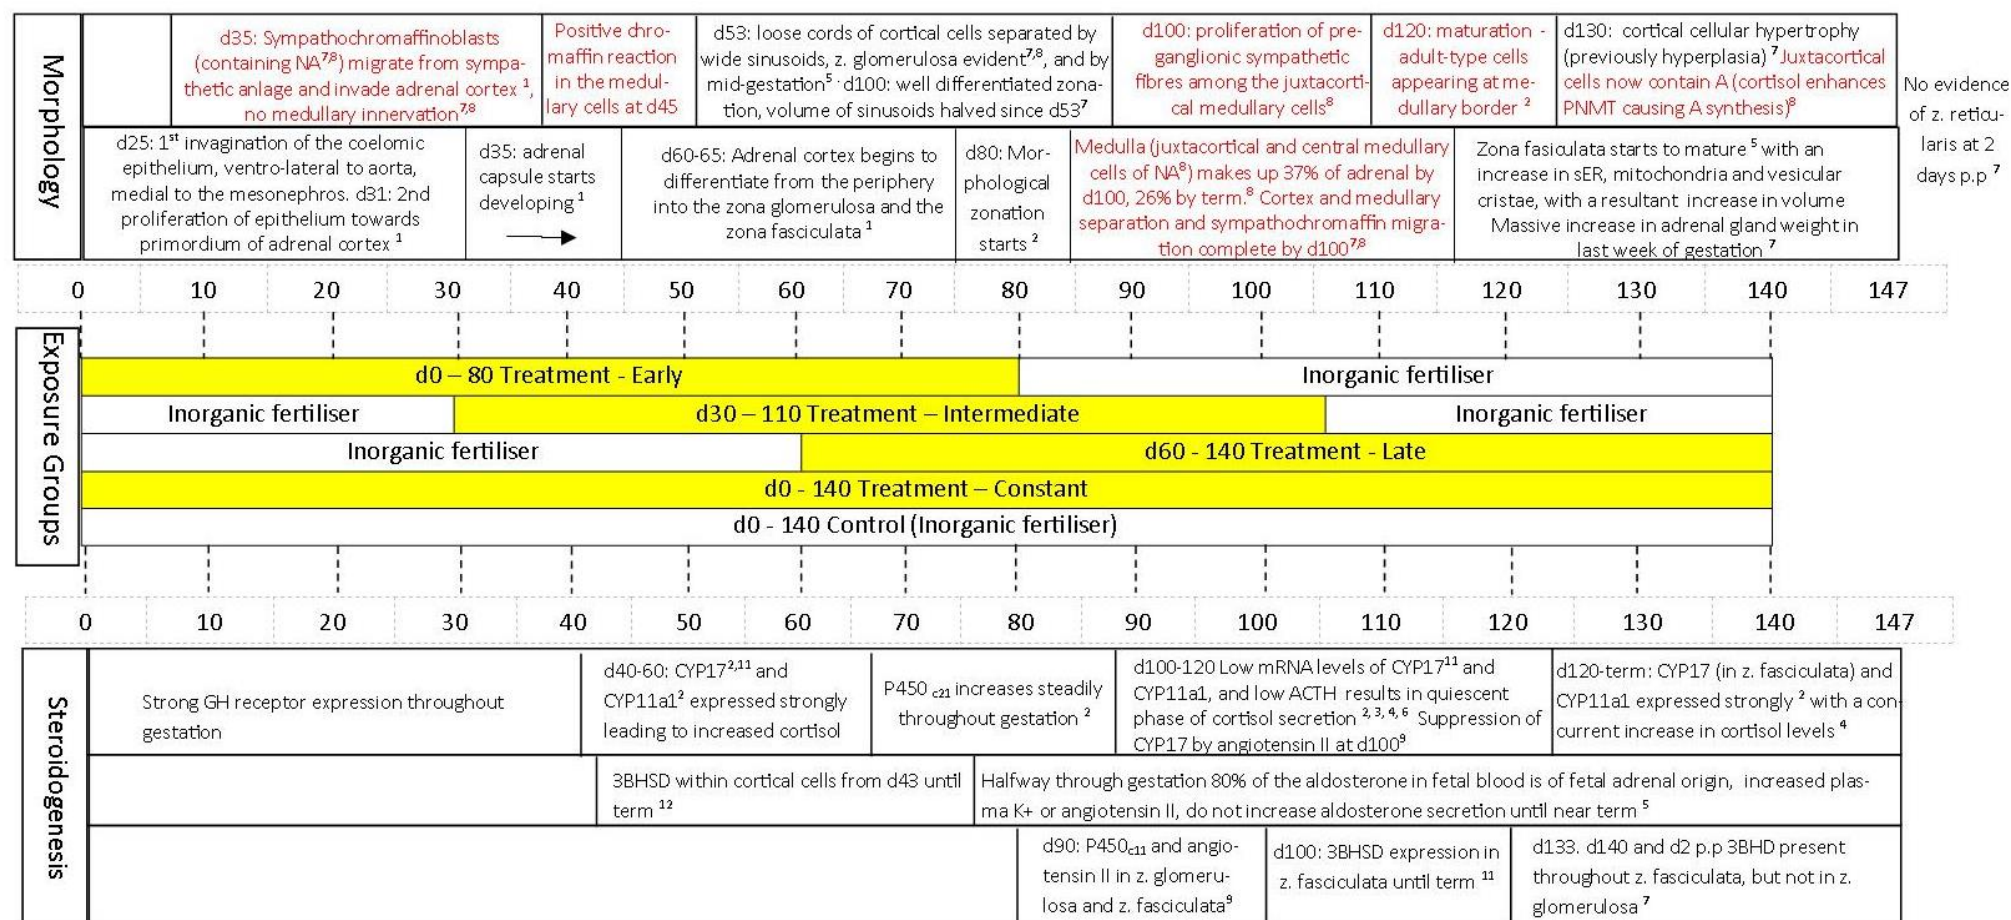 Morphology
d35: Sympathochromaffinoblasts
(containing NA⁷,⁸) migrate from sympa-
thetic anlage and invade adrenal cortex ¹,
no medullary innervation⁷,⁸
Positive chro-
maffin reaction
in the medul-
lary cells at d45
d53: loose cords of cortical cells separated by
wide sinusoids, z. glomerulosa evident⁷,⁸, and by
mid-gestation⁵ · d100: well differentiated zona-
tion, volume of sinusoids halved since d53⁷
d100: proliferation of pre-
ganglionic sympathetic
fibres among the juxtacorti-
cal medullary cells⁸
d120: maturation -
adult-type cells
appearing at me-
dullary border ²
d130: cortical cellular hypertrophy
(previously hyperplasia) ⁷ Juxtacortical
cells now contain A (cortisol enhances
PNMT causing A synthesis)⁸
No evidence
of z. reticu-
laris at 2
days p.p ⁷
d25: 1ˢᵗ invagination of the coelomic
epithelium, ventro-lateral to aorta,
medial to the mesonephros. d31: 2nd
proliferation of epithelium towards
primordium of adrenal cortex ¹
d35: adrenal
capsule starts
developing ¹
d60-65: Adrenal cortex begins to
differentiate from the periphery
into the zona glomerulosa and the
zona fasciculata ¹
d80: Mor-
phological
zonation
starts ²
Medulla (juxtacortical and central medullary
cells of NA⁸) makes up 37% of adrenal by
d100, 26% by term.⁸ Cortex and medullary
separation and sympathochromaffin migra-
tion complete by d100⁷,⁸
Zona fasiculata starts to mature ⁵ with an
increase in sER, mitochondria and vesicular
cristae, with a resultant increase in volume
Massive increase in adrenal gland weight in
last week of gestation ⁷
0 10 20 30 40 50 60 70 80 90 100 110 120 130 140 147
Exposure Groups
d0 – 80 Treatment - Early
Inorganic fertiliser
Inorganic fertiliser
d30 – 110 Treatment – Intermediate
Inorganic fertiliser
Inorganic fertiliser
d60 - 140 Treatment - Late
d0 - 140 Treatment – Constant
d0 - 140 Control (Inorganic fertiliser)
0 10 20 30 40 50 60 70 80 90 100 110 120 130 140 147
Steroidogenesis
Strong GH receptor expression throughout
gestation
d40-60: CYP17²,¹¹ and
CYP11a1² expressed strongly
leading to increased cortisol
P450 c21 increases steadily
throughout gestation ²
d100-120 Low mRNA levels of CYP17¹¹ and
CYP11a1, and low ACTH results in quiescent
phase of cortisol secretion ²,³,⁴,⁶ Suppression of
CYP17 by angiotensin II at d100⁹
d120-term: CYP17 (in z. fasciculata) and
CYP11a1 expressed strongly ² with a con-
current increase in cortisol levels ⁴
3BHSD within cortical cells from d43 until
term ¹²
Halfway through gestation 80% of the aldosterone in fetal blood is of fetal adrenal origin, increased plas-
ma K+ or angiotensin II, do not increase aldosterone secretion until near term ⁵
d90: P450c11 and angio-
tensin II in z. glomeru-
losa and z. fasciculata⁹
d100: 3BHSD expression in
z. fasciculata until term ¹¹
d133. d140 and d2 p.p 3BHD present
throughout z. fasciculata, but not in z.
glomerulosa ⁷